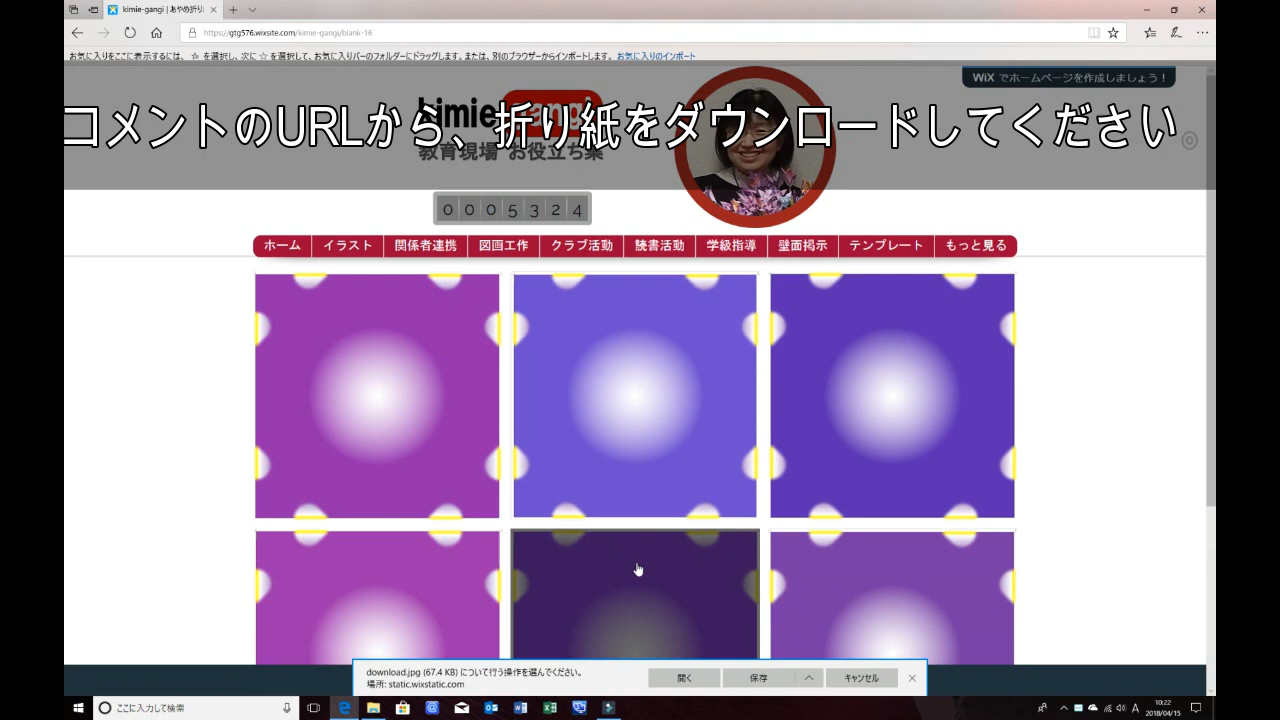 kimie-gangi | あやめ折り紙
https://gtg576.wixsite.com/kimie-gangi/blank-16
お気に入りをここに表示するには、☆ を選択し、次に ☆ を選択して、お気に入りバーのフォルダーにドラッグします。または、別のブラウザーからインポートします。 お気に入りのインポート
WiX でホームページを作成しましょう！
kimie-gangi
コメントのURLから、折り紙をダウンロードしてください
教育現場 お役立ち集
0005324
ホーム イラスト 関係者連携 図画工作 クラブ活動 読書活動 学級指導 壁面掲示 テンプレート もっと見る
download.jpg (67.4 KB) について行う操作を選んでください。
場所: static.wixstatic.com
開く 保存 キャンセル
ここに入力して検索
A
10:22
2018/04/15